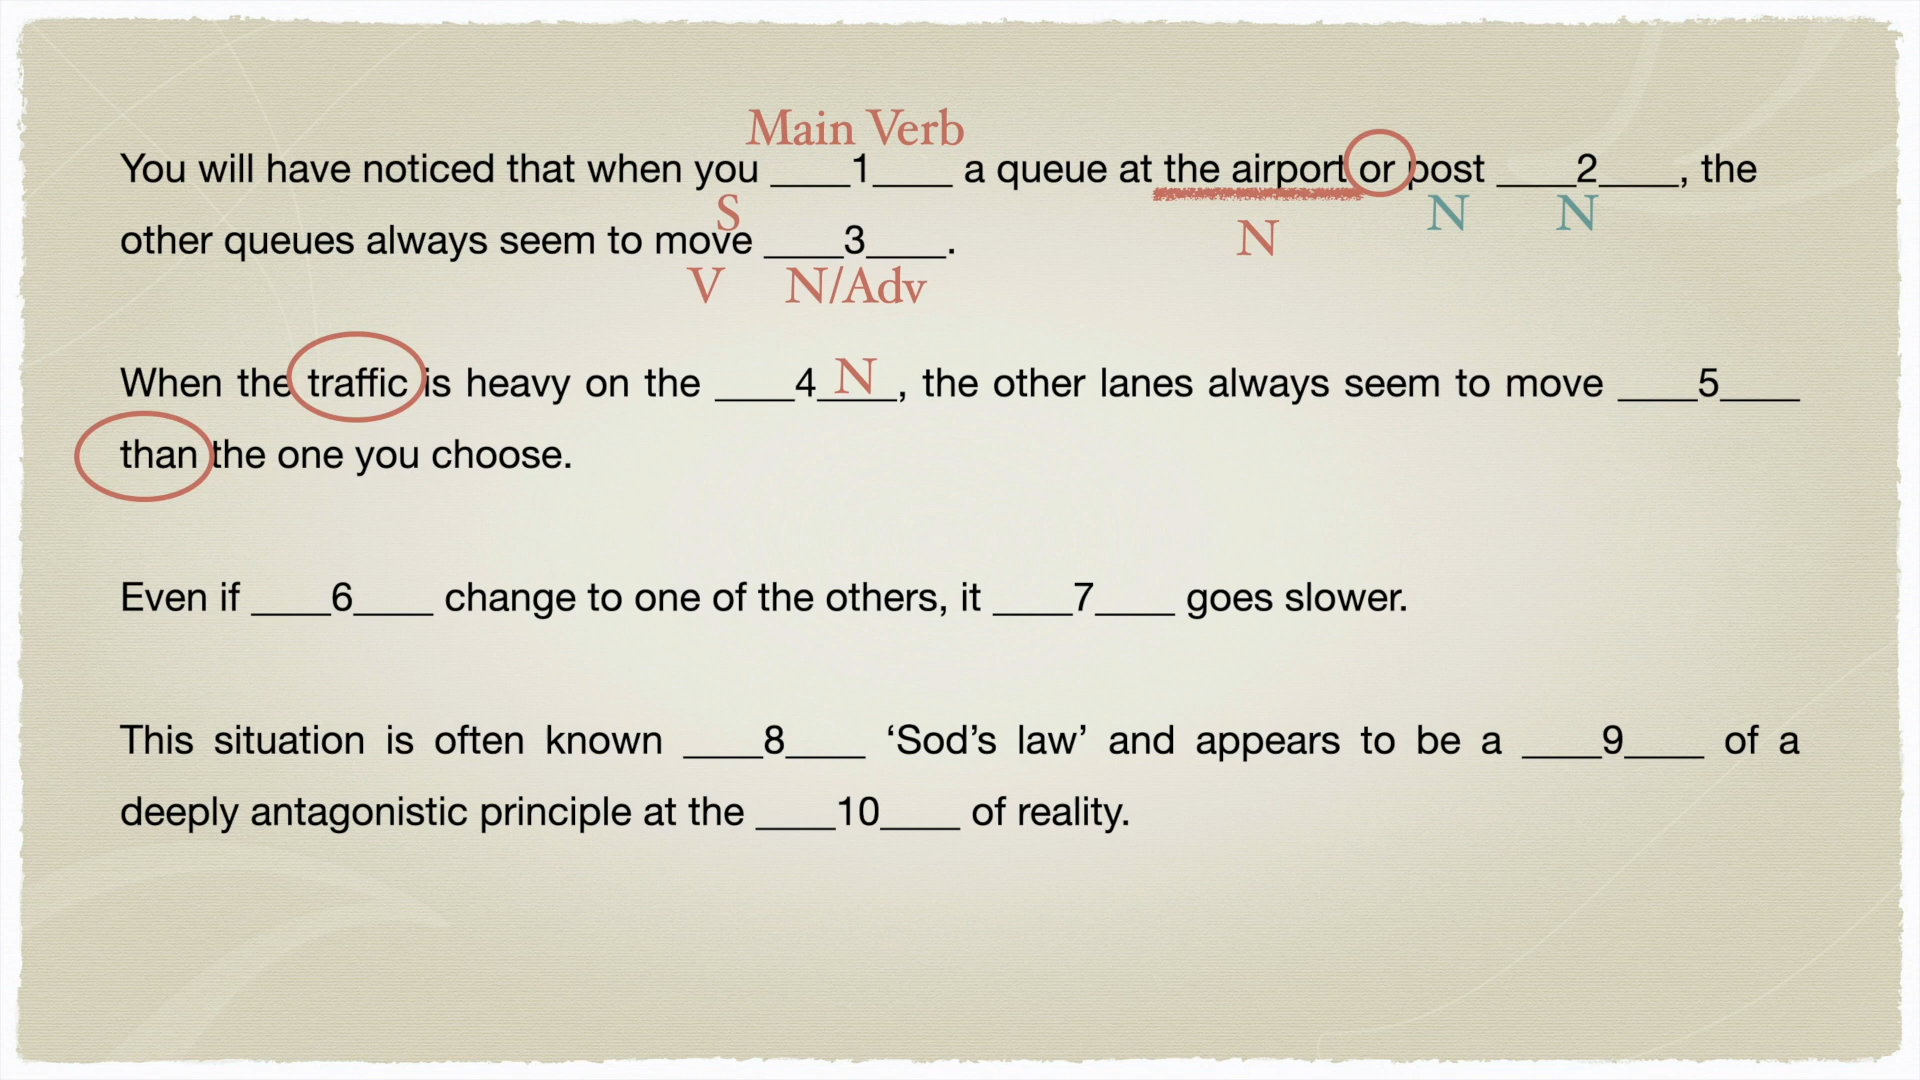 Main Verb
You will have noticed that when you ____1____ a queue at the airport or post ____2____, the
S N N N
other queues always seem to move ____3____.
V N/Adv
When the traffic is heavy on the ____4____, the other lanes always seem to move ____5____
N
than the one you choose.
Even if ____6____ change to one of the others, it ____7____ goes slower.
This situation is often known ____8____ ‘Sod’s law’ and appears to be a ____9____ of a
deeply antagonistic principle at the ____10____ of reality.